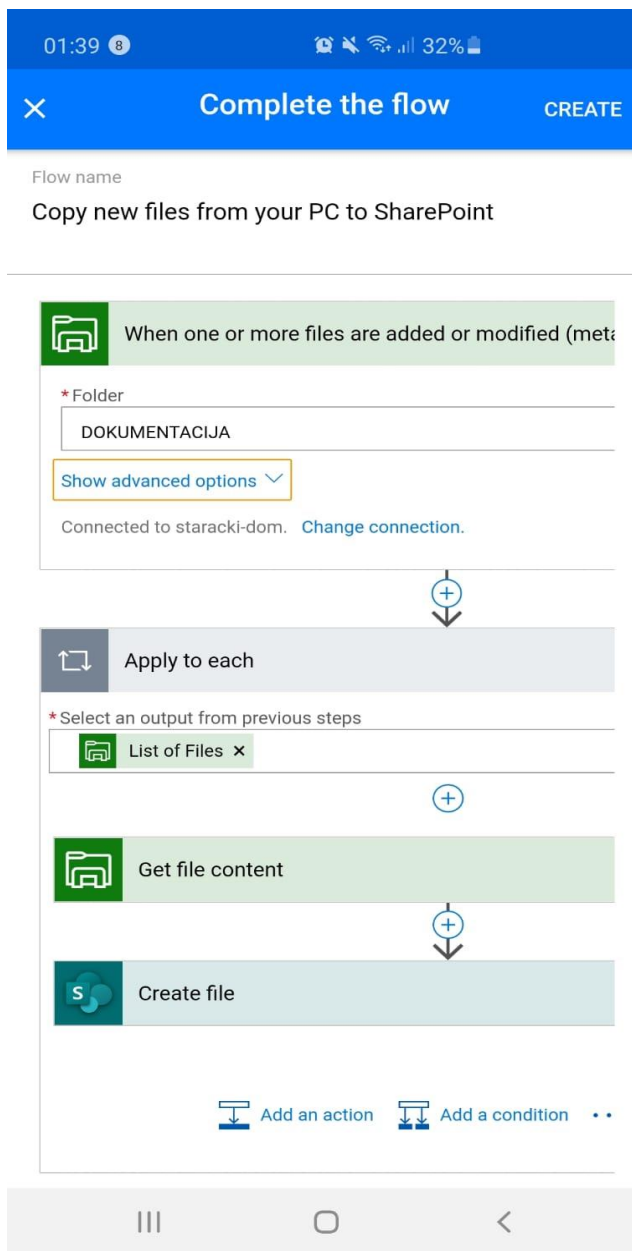 01:39 8 32%
Complete the flow CREATE
Flow name
Copy new files from your PC to SharePoint
When one or more files are added or modified (meta
* Folder
DOKUMENTACIJA
Show advanced options
Connected to staracki-dom. Change connection.
Apply to each
* Select an output from previous steps
List of Files ×
Get file content
S Create file
Add an action Add a condition